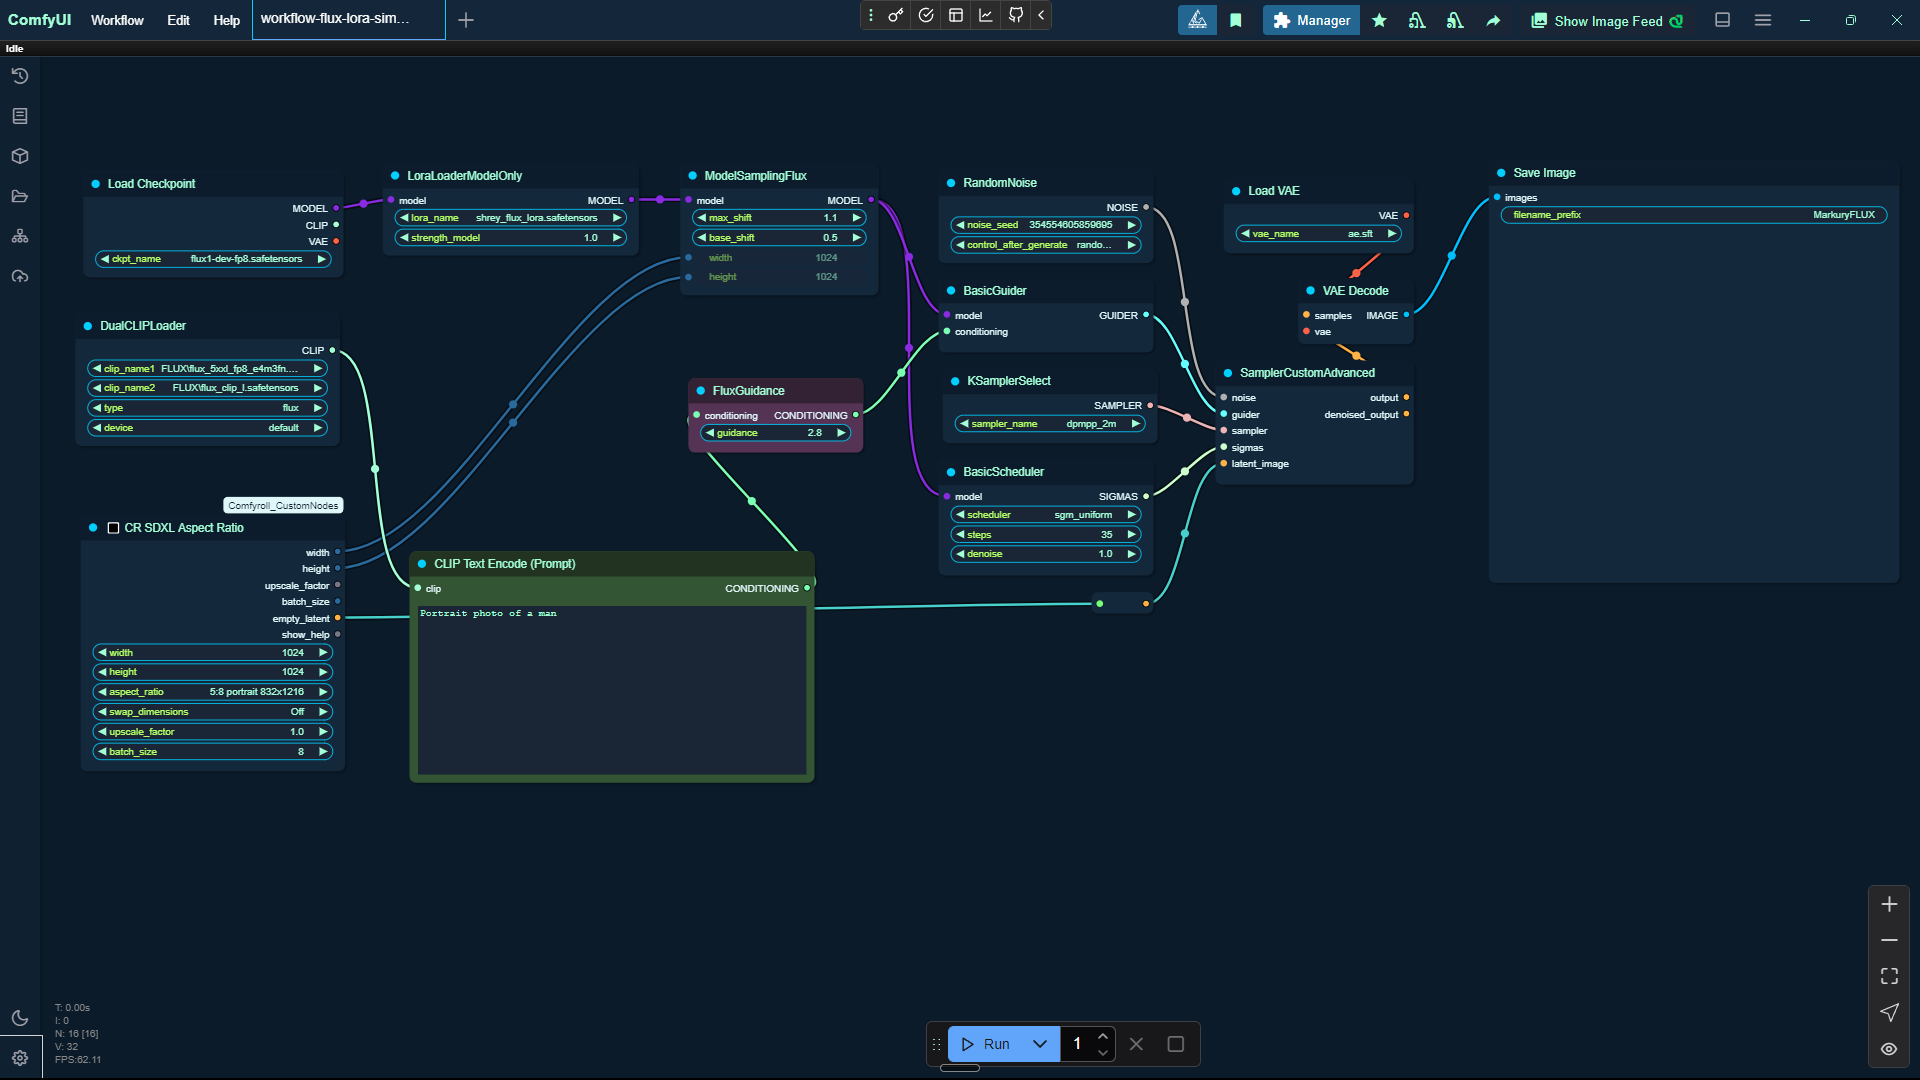 ComfyUI Workflow Edit Help workflow-flux-lora-sim... Manager Show Image Feed
Idle
Load Checkpoint
MODEL
CLIP
VAE
ckpt_name flux1-dev-fp8.safetensors
LoraLoaderModelOnly
model MODEL
lora_name shrey_flux_lora.safetensors
strength_model 1.0
ModelSamplingFlux
model MODEL
max_shift 1.1
base_shift 0.5
width 1024
height 1024
RandomNoise
NOISE
noise_seed 354554605859695
control_after_generate rando...
Load VAE
VAE
vae_name ae.sft
Save Image
images
filename_prefix MarkuryFLUX
BasicGuider
model GUIDER
conditioning
VAE Decode
samples IMAGE
vae
DualCLIPLoader
CLIP
clip_name1 FLUX\flux_5xxl_fp8_e4m3fn....
clip_name2 FLUX\flux_clip_l.safetensors
type flux
device default
FluxGuidance
conditioning CONDITIONING
guidance 2.8
KSamplerSelect
SAMPLER
sampler_name dpmpp_2m
SamplerCustomAdvanced
noise output
guider denoised_output
sampler
sigmas
latent_image
BasicScheduler
model SIGMAS
scheduler sgm_uniform
steps 35
denoise 1.0
Comfyroll_CustomNodes
CR SDXL Aspect Ratio
width
height
upscale_factor
batch_size
empty_latent
show_help
width 1024
height 1024
aspect_ratio 5:8 portrait 832x1216
swap_dimensions Off
upscale_factor 1.0
batch_size 8
CLIP Text Encode (Prompt)
clip CONDITIONING
Portrait photo of a man
T: 0.00s
I: 0
N: 16 [16]
V: 32
FPS:62.11
Run 1